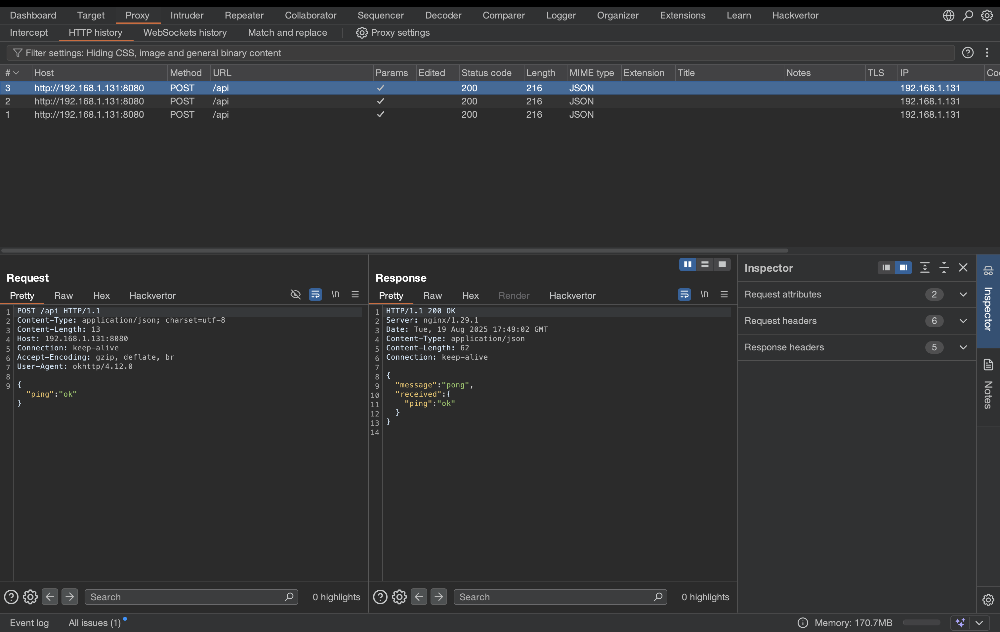 Dashboard Target Proxy Intruder Repeater Collaborator Sequencer Decoder Comparer Logger Organizer Extensions Learn Hackvertor
Intercept HTTP history WebSockets history Match and replace Proxy settings
Filter settings: Hiding CSS, image and general binary content
# Host Method URL Params Edited Status code Length MIME type Extension Title Notes TLS IP
3 http://192.168.1.131:8080 POST /api ✓ 200 216 JSON 192.168.1.131
2 http://192.168.1.131:8080 POST /api ✓ 200 216 JSON 192.168.1.131
1 http://192.168.1.131:8080 POST /api ✓ 200 216 JSON 192.168.1.131
Request
Pretty Raw Hex Hackvertor \n
1 POST /api HTTP/1.1
2 Content-Type: application/json; charset=utf-8
3 Content-Length: 13
4 Host: 192.168.1.131:8080
5 Connection: keep-alive
6 Accept-Encoding: gzip, deflate, br
7 User-Agent: okhttp/4.12.0
8
9 {
"ping":"ok"
}
Search 0 highlights
Response
Pretty Raw Hex Render Hackvertor \n
1 HTTP/1.1 200 OK
2 Server: nginx/1.29.1
3 Date: Tue, 19 Aug 2025 17:49:02 GMT
4 Content-Type: application/json
5 Content-Length: 62
6 Connection: keep-alive
7
8 {
9 "message":"pong",
10 "received":{
11 "ping":"ok"
12 }
13 }
14
Search 0 highlights
Inspector
Request attributes 2
Request headers 6
Response headers 5
Inspector
Notes
Event log All issues (1) Memory: 170.7MB